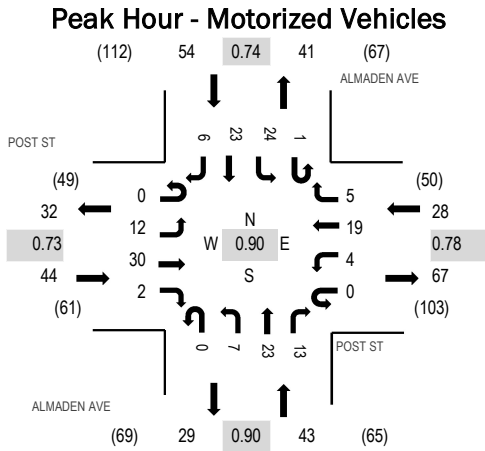 Peak Hour - Motorized Vehicles
(112) 54 0.74 41 (67)
ALMADEN AVE
6 23 24 1
POST ST
(49) 0 5 (50)
32 28
12 19
N
0.73 W 0.90 E 0.78
S
30 4
44 67
2 0
(61) (103)
0 7 23 13
POST ST
ALMADEN AVE
(69) 29 0.90 43 (65)